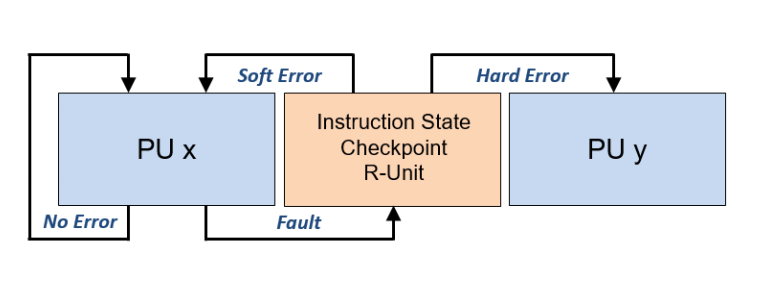 Soft Error
Hard Error
PU x
Instruction State
Checkpoint
R-Unit
PU y
No Error
Fault